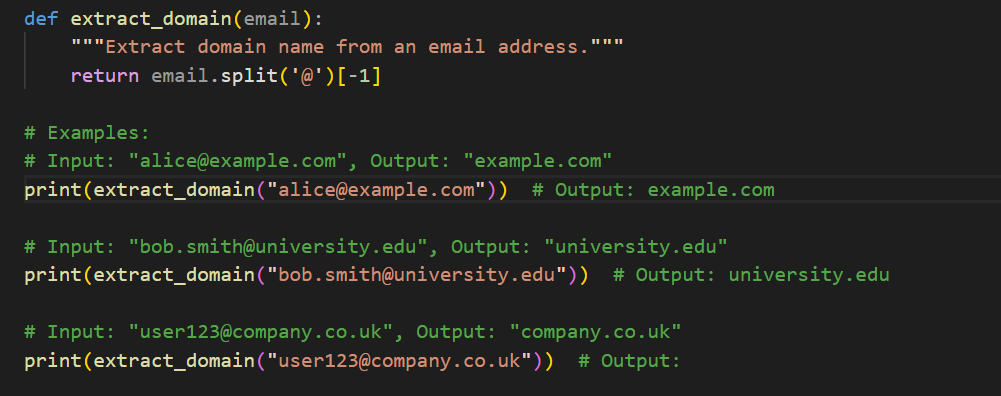 def extract_domain(email):
    """Extract domain name from an email address."""
    return email.split('@')[-1]
# Examples:
# Input: "alice@example.com", Output: "example.com"
print(extract_domain("alice@example.com"))  # Output: example.com
# Input: "bob.smith@university.edu", Output: "university.edu"
print(extract_domain("bob.smith@university.edu"))  # Output: university.edu
# Input: "user123@company.co.uk", Output: "company.co.uk"
print(extract_domain("user123@company.co.uk"))  # Output: